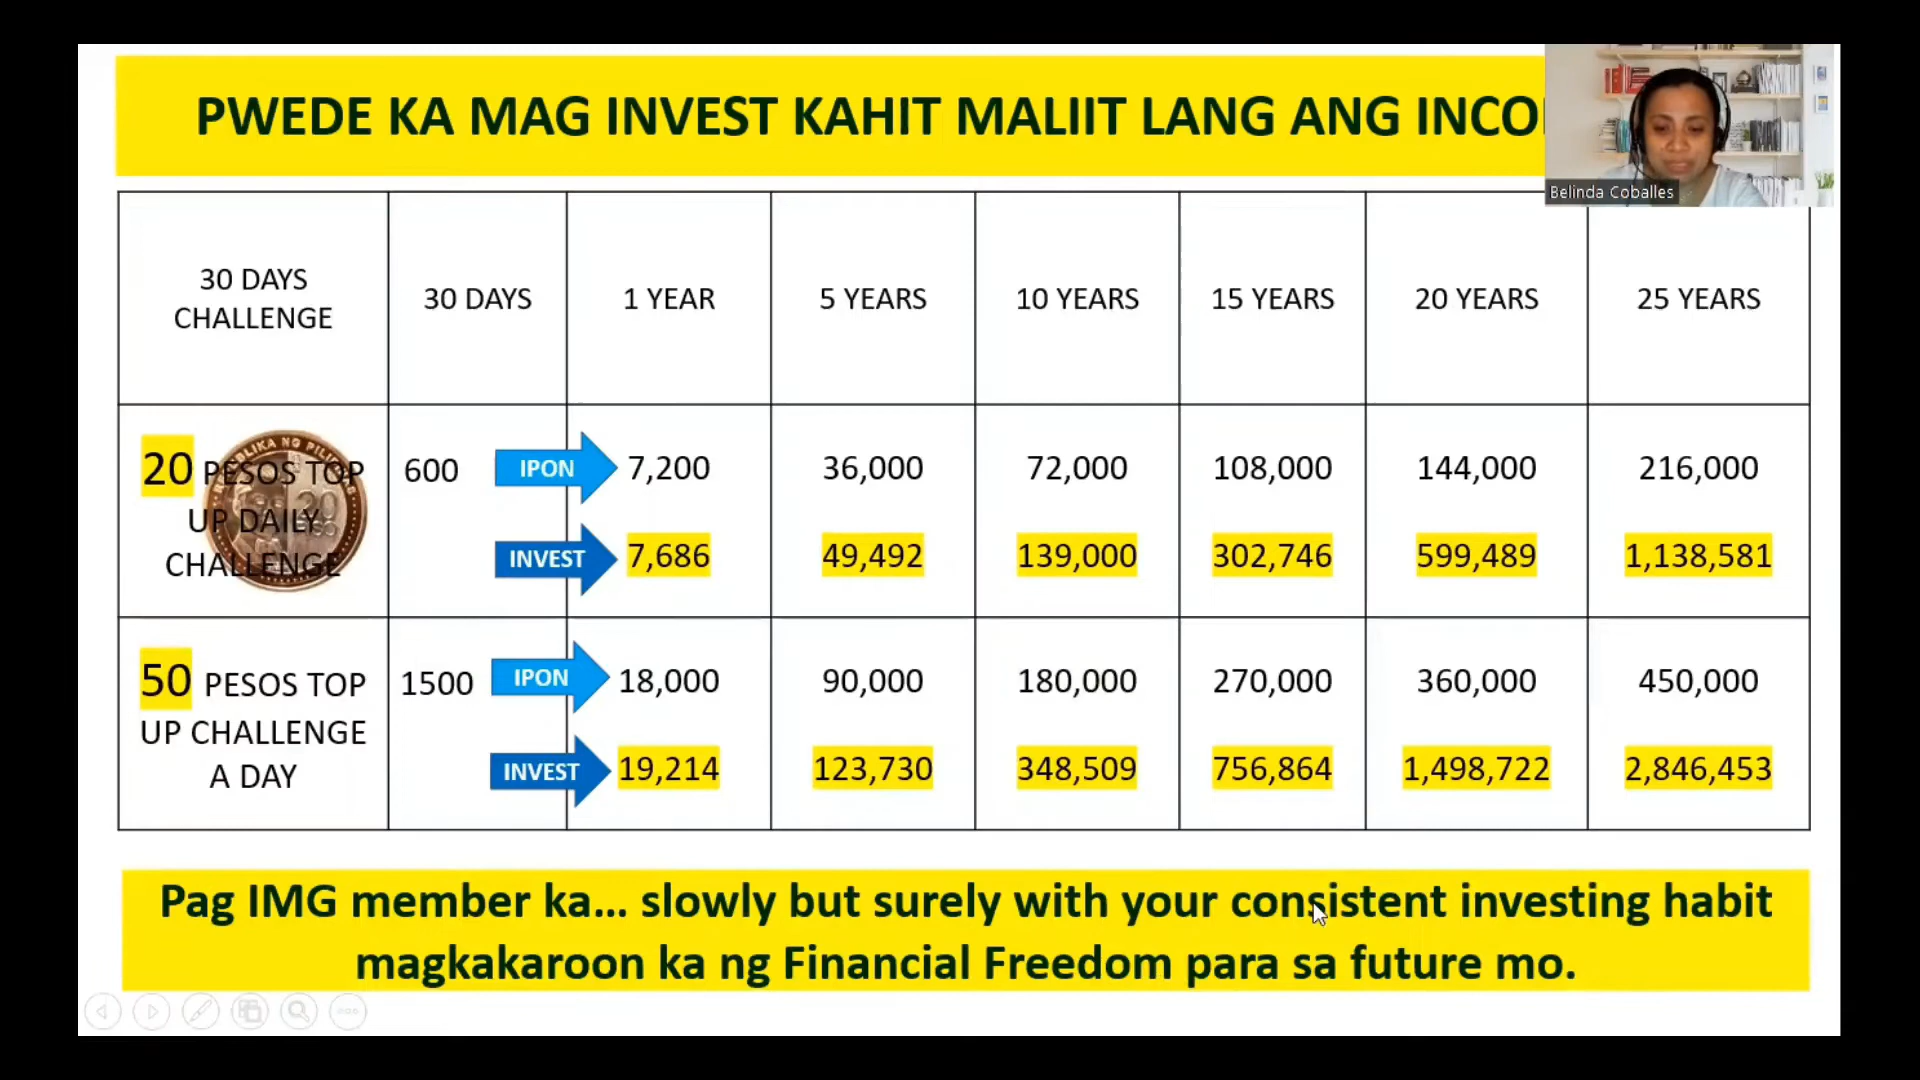 PWEDE KA MAG INVEST KAHIT MALIIT LANG ANG INCO
Belinda Coballes
30 DAYS
CHALLENGE
30 DAYS
1 YEAR
5 YEARS
10 YEARS
15 YEARS
20 YEARS
25 YEARS
20 PESOS TOP
UP DAILY
CHALLENGE
600
IPON
7,200
36,000
72,000
108,000
144,000
216,000
INVEST
7,686
49,492
139,000
302,746
599,489
1,138,581
50 PESOS TOP
UP CHALLENGE
A DAY
1500
IPON
18,000
90,000
180,000
270,000
360,000
450,000
INVEST
19,214
123,730
348,509
756,864
1,498,722
2,846,453
Pag IMG member ka... slowly but surely with your consistent investing habit
magkakaroon ka ng Financial Freedom para sa future mo.